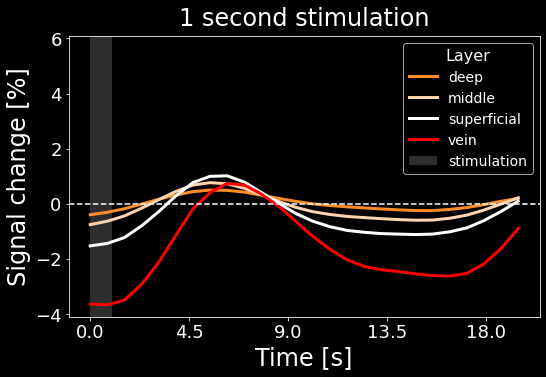 1 second stimulation
Signal change [%]
6
4
2
0
−2
−4
Layer
deep
middle
superficial
vein
stimulation
0.0 4.5 9.0 13.5 18.0
Time [s]